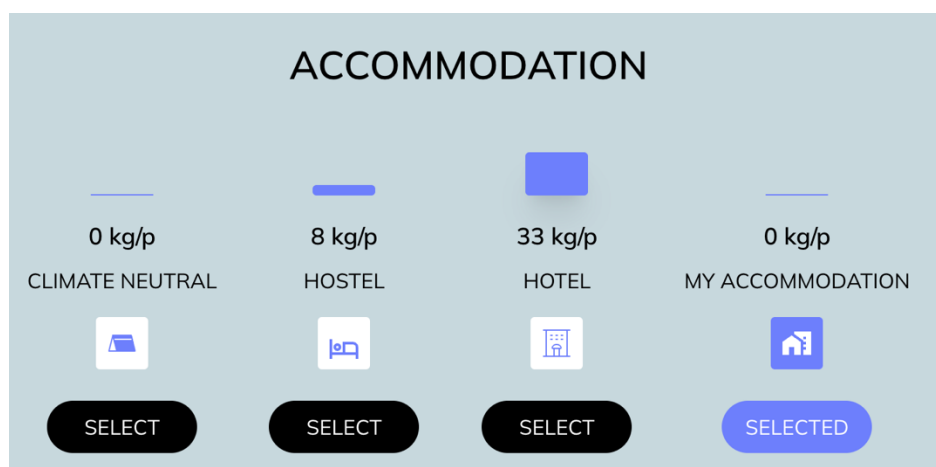 ACCOMMODATION
0 kg/p
8 kg/p
33 kg/p
0 kg/p
CLIMATE NEUTRAL
HOSTEL
HOTEL
MY ACCOMMODATION
SELECT
SELECT
SELECT
SELECTED